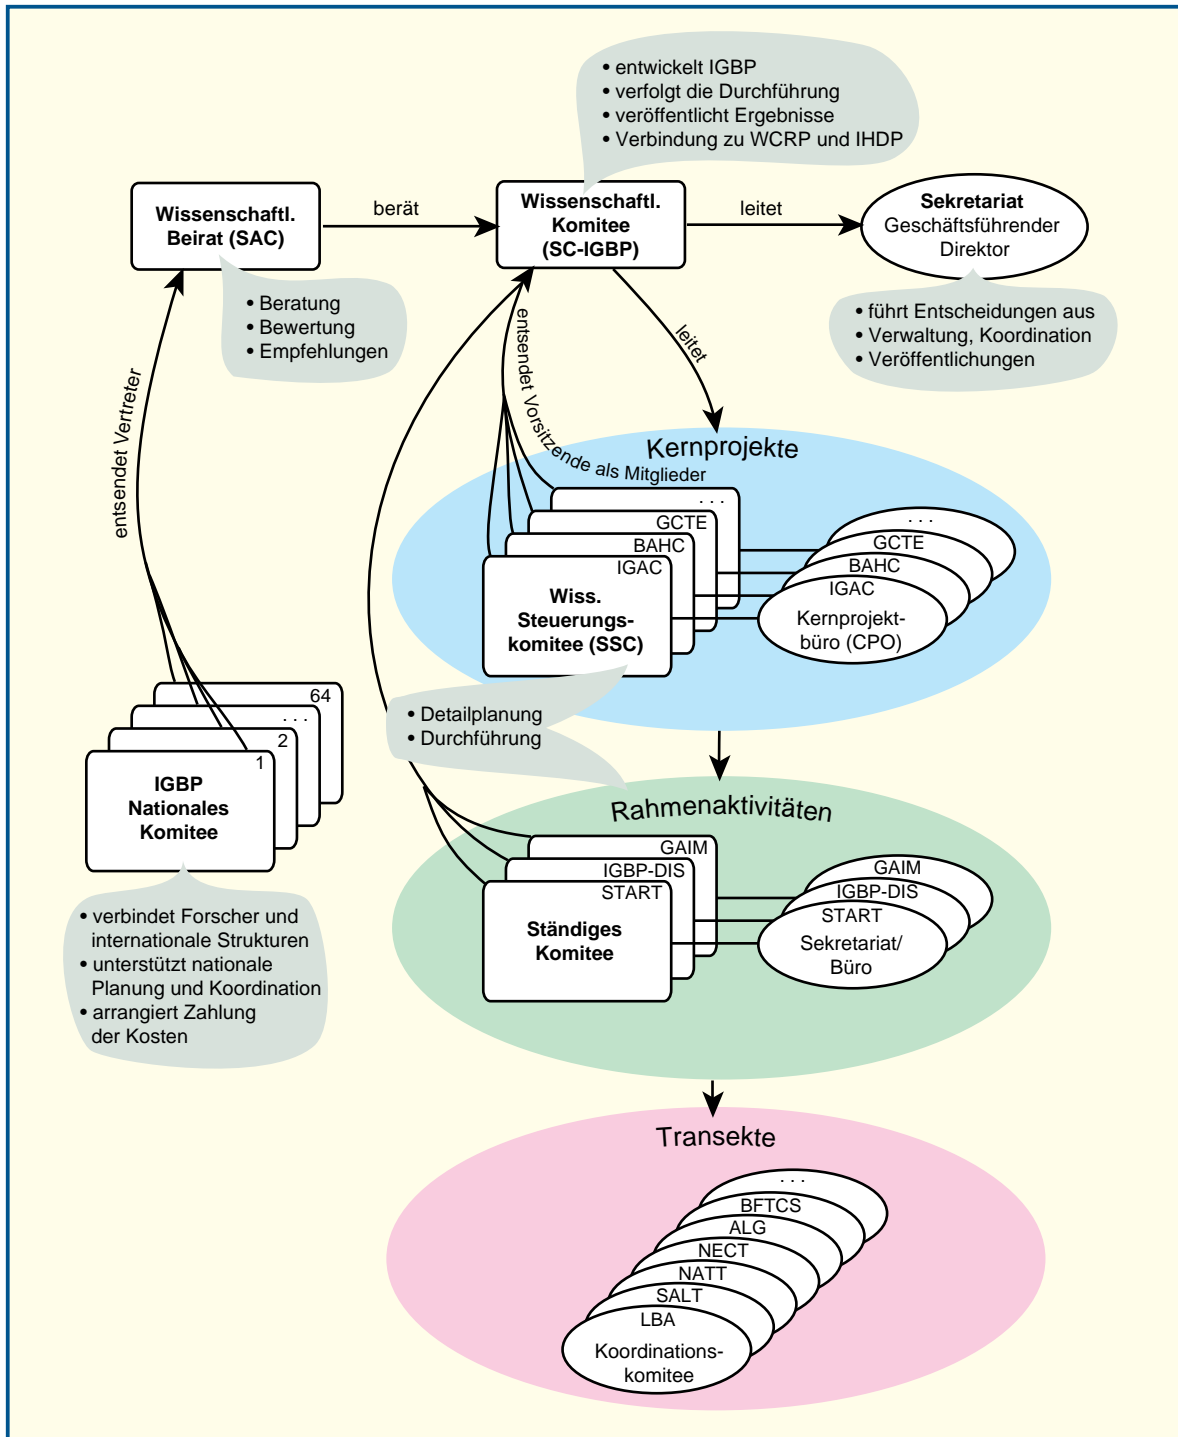 • entwickelt IGBP
• verfolgt die Durchführung
• veröffentlicht Ergebnisse
• Verbindung zu WCRP und IHDP
Wissenschaftl.
Beirat (SAC)
berät
Wissenschaftl.
Komitee
(SC-IGBP)
leitet
Sekretariat
Geschäftsführender
Direktor
• Beratung
• Bewertung
• Empfehlungen
• führt Entscheidungen aus
• Verwaltung, Koordination
• Veröffentlichungen
entsendet Vertreter
entsendet Vorsitzende als Mitglieder
leitet
Kernprojekte
. . .
GCTE
BAHC
IGAC
Wiss.
Steuerungs-
komitee (SSC)
. . .
GCTE
BAHC
IGAC
Kernprojekt-
büro (CPO)
• Detailplanung
• Durchführung
64
. . .
2
1
IGBP
Nationales
Komitee
• verbindet Forscher und
internationale Strukturen
• unterstützt nationale
Planung und Koordination
• arrangiert Zahlung
der Kosten
Rahmenaktivitäten
GAIM
IGBP-DIS
START
Ständiges
Komitee
GAIM
IGBP-DIS
START
Sekretariat/
Büro
Transekte
. . .
BFTCS
ALG
NECT
NATT
SALT
LBA
Koordinations-
komitee